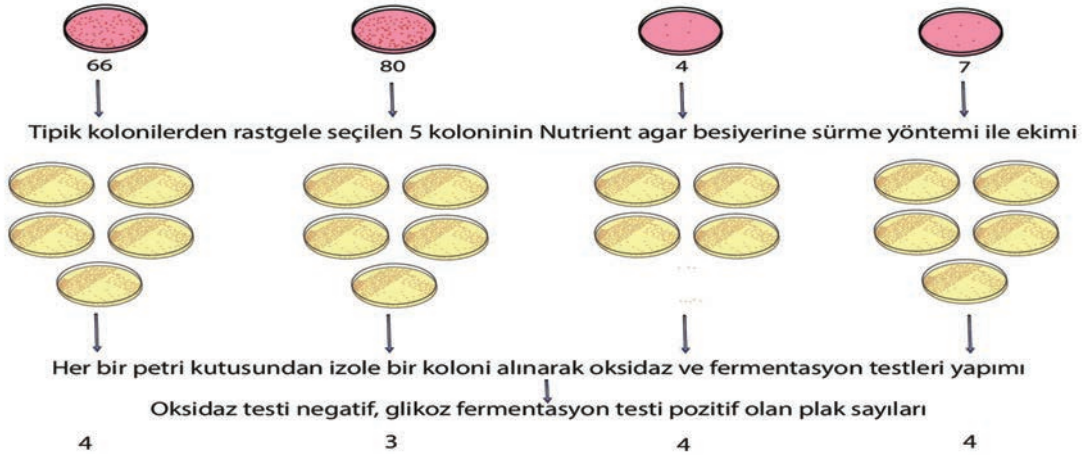 66 80 4 7
Tipik kolonilerden rastgele seçilen 5 koloninin Nutrient agar besiyerine sürme yöntemi ile ekimi
Her bir petri kutusundan izole bir koloni alınarak oksidaz ve fermentasyon testleri yapımı
Oksidaz testi negatif, glikoz fermentasyon testi pozitif olan plak sayıları
4 3 4 4